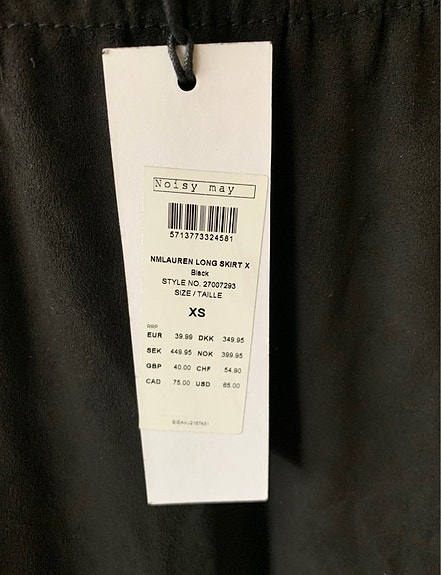 Noisy may
5713773324581
NMLAUREN LONG SKIRT X
Black
STYLE NO. 27007293
SIZE / TAILLE
XS
RRP
EUR 39.99 DKK 349.95
SEK 449.95 NOK 399.95
GBP 40.00 CHF 54.90
CAD 75.00 USD 65.00